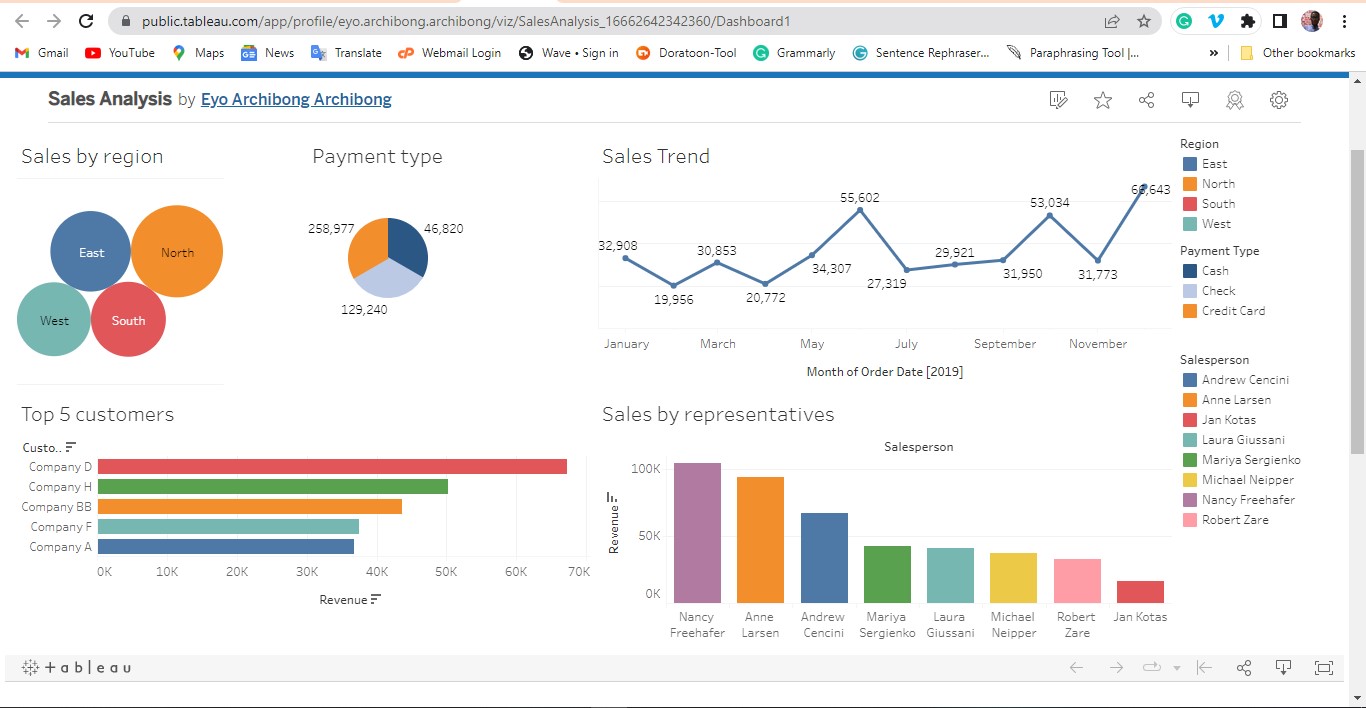 public.tableau.com/app/profile/eyo.archibong.archibong/viz/SalesAnalysis_16662642342360/Dashboard1
Gmail YouTube Maps News Translate Webmail Login Wave • Sign in Doratoon-Tool Grammarly Sentence Rephraser... Paraphrasing Tool |... » Other bookmarks
Sales Analysis by Eyo Archibong Archibong
Sales by region
East
North
West
South
Payment type
258,977
46,820
129,240
Sales Trend
32,908
19,956
30,853
20,772
34,307
55,602
27,319
29,921
31,950
53,034
31,773
66,643
January March May July September November
Month of Order Date [2019]
Region
East
North
South
West
Payment Type
Cash
Check
Credit Card
Salesperson
Andrew Cencini
Anne Larsen
Jan Kotas
Laura Giussani
Mariya Sergienko
Michael Neipper
Nancy Freehafer
Robert Zare
Top 5 customers
Custo..
Company D
Company H
Company BB
Company F
Company A
0K 10K 20K 30K 40K 50K 60K 70K
Revenue
Sales by representatives
Salesperson
100K
50K
0K
Revenue
Nancy Freehafer
Anne Larsen
Andrew Cencini
Mariya Sergienko
Laura Giussani
Michael Neipper
Robert Zare
Jan Kotas
+ a b | e a u